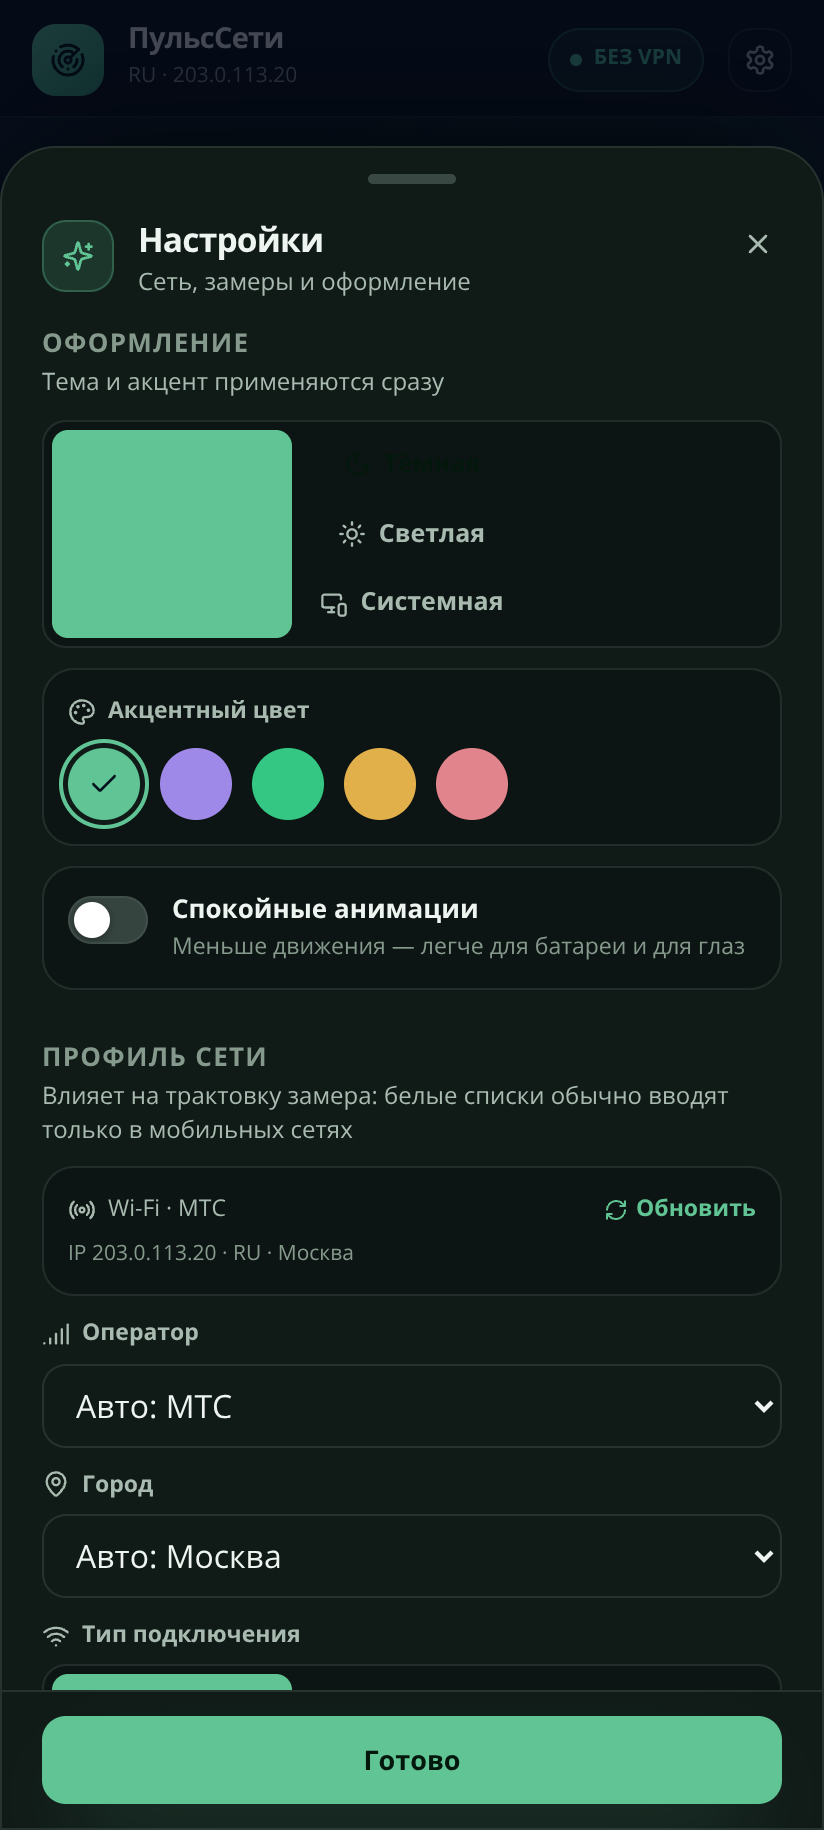 ПульсСети
RU · 203.0.113.20
БЕЗ VPN
Настройки
Сеть, замеры и оформление
ОФОРМЛЕНИЕ
Тема и акцент применяются сразу
Тёмная
Светлая
Системная
Акцентный цвет
Спокойные анимации
Меньше движения — легче для батареи и для глаз
ПРОФИЛЬ СЕТИ
Влияет на трактовку замера: белые списки обычно вводят
только в мобильных сетях
Wi-Fi · МТС
Обновить
IP 203.0.113.20 · RU · Москва
Оператор
Авто: МТС
Город
Авто: Москва
Тип подключения
Готово